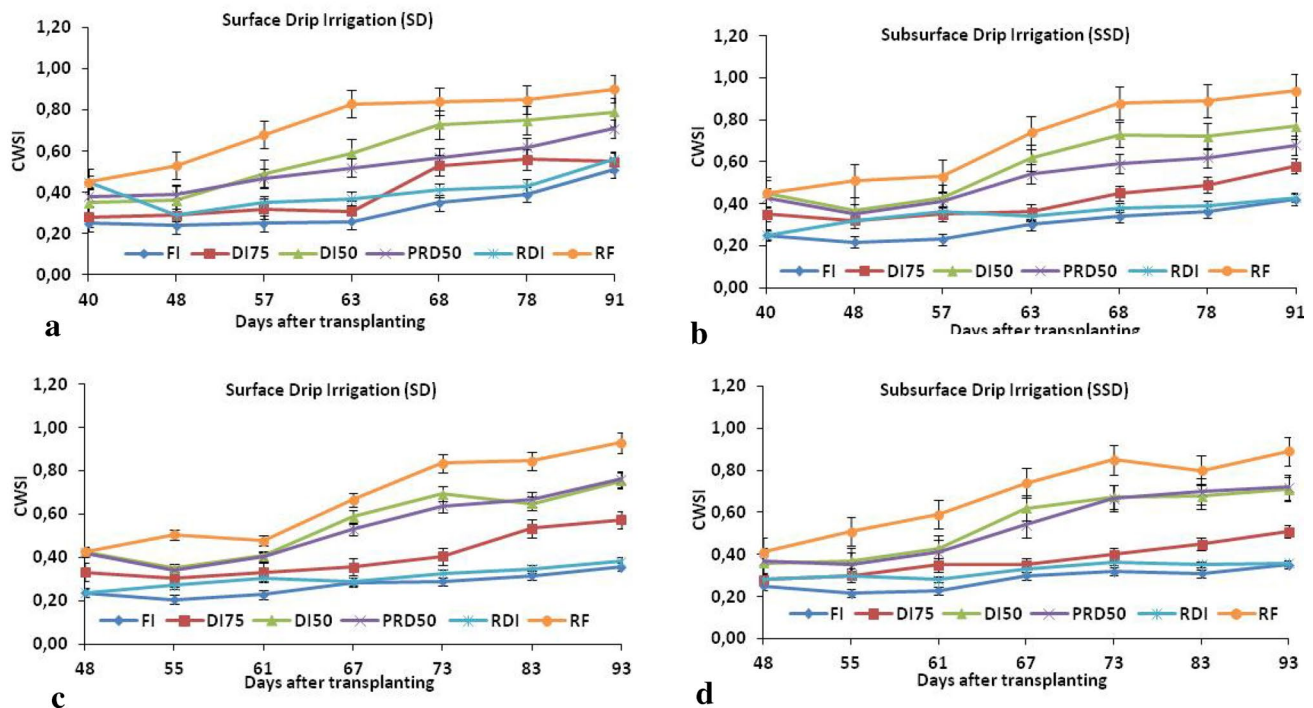 Surface Drip Irrigation (SD)
1,20
1,00
0,80
0,60
0,40
0,20
0,00
CWSI
FI DI75 DI50 PRD50 RDI RF
40 48 57 63 68 78 91
Days after transplanting
a
Subsurface Drip Irrigation (SSD)
1,20
1,00
0,80
0,60
0,40
0,20
0,00
CWSI
FI DI75 DI50 PRD50 RDI RF
40 48 57 63 68 78 91
Days after transplanting
b
Surface Drip Irrigation (SD)
1,20
1,00
0,80
0,60
0,40
0,20
0,00
CWSI
FI DI75 DI50 PRD50 RDI RF
48 55 61 67 73 83 93
Days after transplanting
c
Subsurface Drip Irrigation (SSD)
1,20
1,00
0,80
0,60
0,40
0,20
0,00
CWSI
FI DI75 DI50 PRD50 RDI RF
48 55 61 67 73 83 93
Days after transplanting
d